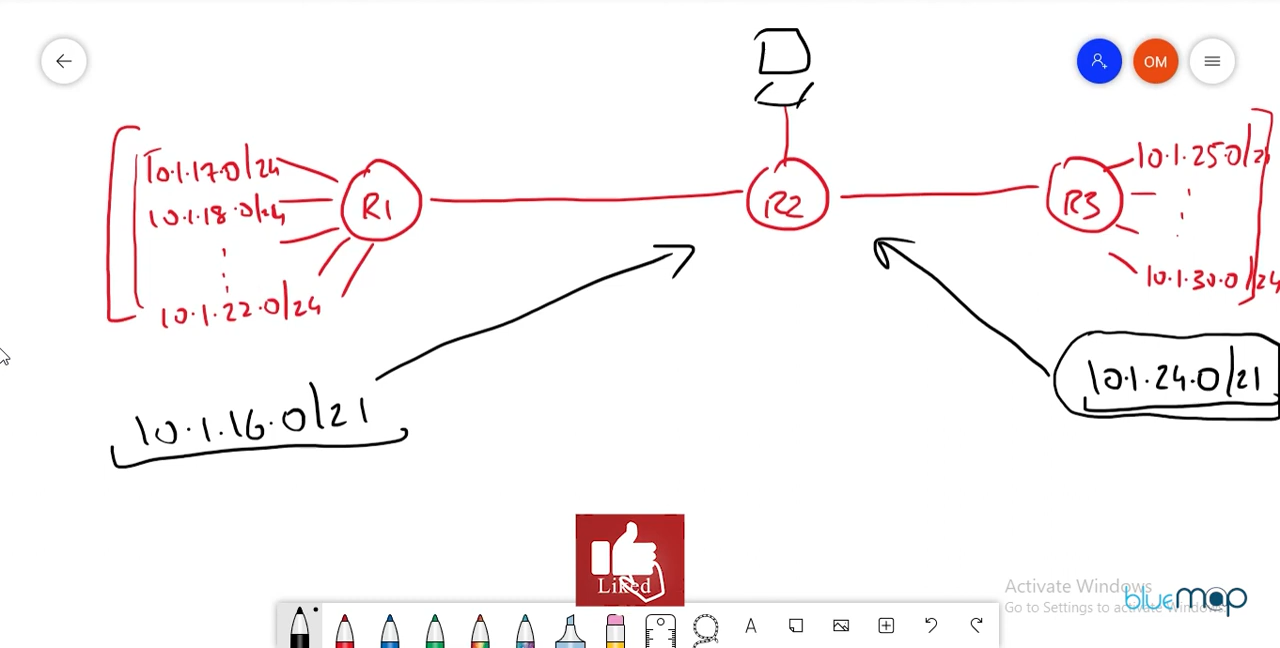 OM
10.1.17.0/24
10.1.18.0/24
10.1.22.0/24
R1
R2
R3
10.1.25.0/2
10.1.30.0/24
10.1.16.0/21
10.1.24.0/21
Liked
A
Activate Windows
Go to Settings to activate Windows.
bluemap